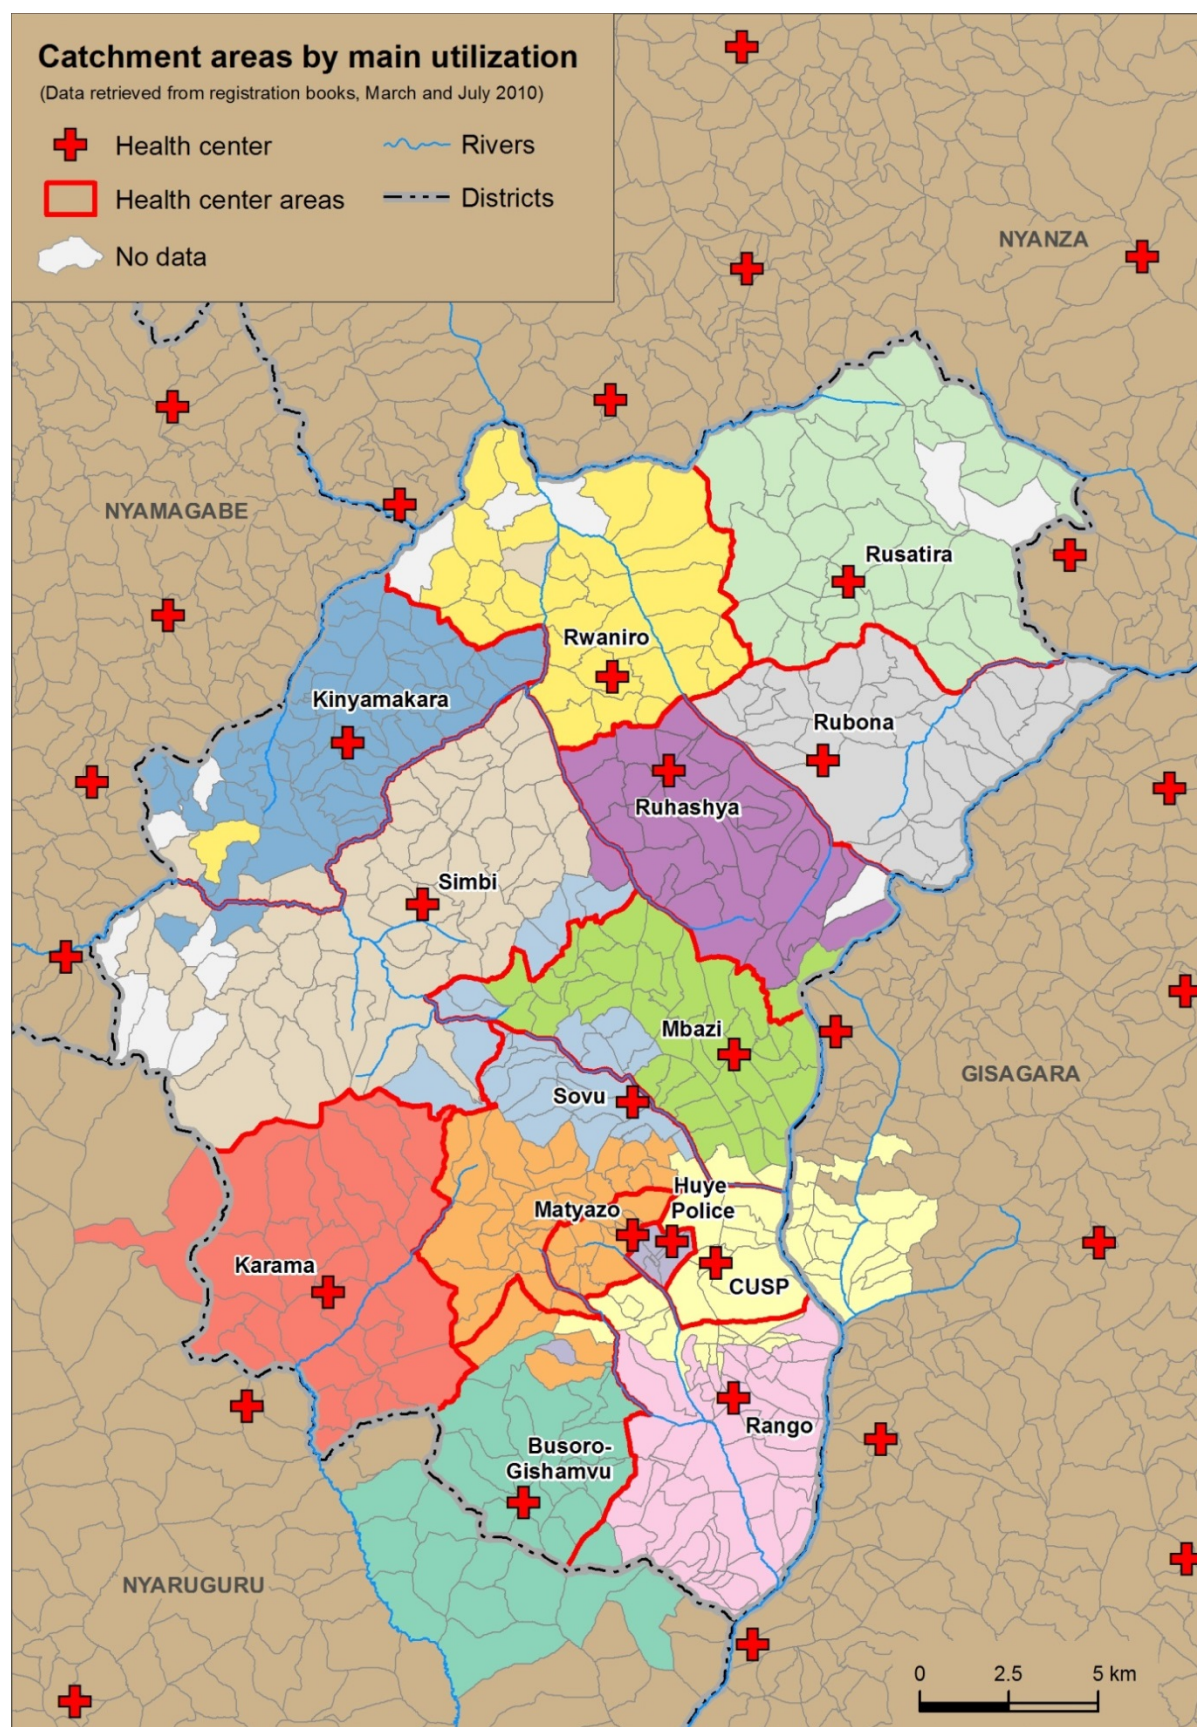 Catchment areas by main utilization
(Data retrieved from registration books, March and July 2010)
Health center
Rivers
Health center areas
Districts
No data
NYANZA
NYAMAGABE
Rusatira
Rwaniro
Kinyamakara
Rubona
Ruhashya
Simbi
Mbazi
GISAGARA
Sovu
Huye
Police
Matyazo
Karama
CUSP
Rango
Busoro-
Gishamvu
NYARUGURU
0 2.5 5 km